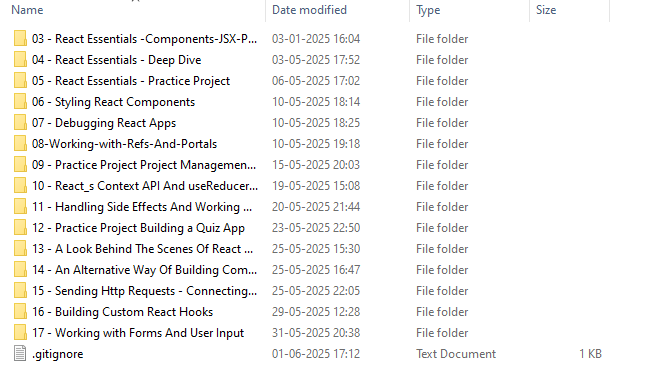 Name Date modified Type Size
03 - React Essentials -Components-JSX-P... 03-01-2025 16:04 File folder
04 - React Essentials - Deep Dive 03-05-2025 17:52 File folder
05 - React Essentials - Practice Project 06-05-2025 17:02 File folder
06 - Styling React Components 10-05-2025 18:14 File folder
07 - Debugging React Apps 10-05-2025 18:25 File folder
08-Working-with-Refs-And-Portals 10-05-2025 19:18 File folder
09 - Practice Project Project Managemen... 15-05-2025 20:03 File folder
10 - React_s Context API And useReducer... 19-05-2025 15:08 File folder
11 - Handling Side Effects And Working ... 20-05-2025 21:44 File folder
12 - Practice Project Building a Quiz App 23-05-2025 22:50 File folder
13 - A Look Behind The Scenes Of React ... 25-05-2025 15:30 File folder
14 - An Alternative Way Of Building Com... 25-05-2025 16:47 File folder
15 - Sending Http Requests - Connecting... 25-05-2025 22:05 File folder
16 - Building Custom React Hooks 29-05-2025 12:28 File folder
17 - Working with Forms And User Input 31-05-2025 20:38 File folder
.gitignore 01-06-2025 17:12 Text Document 1 KB